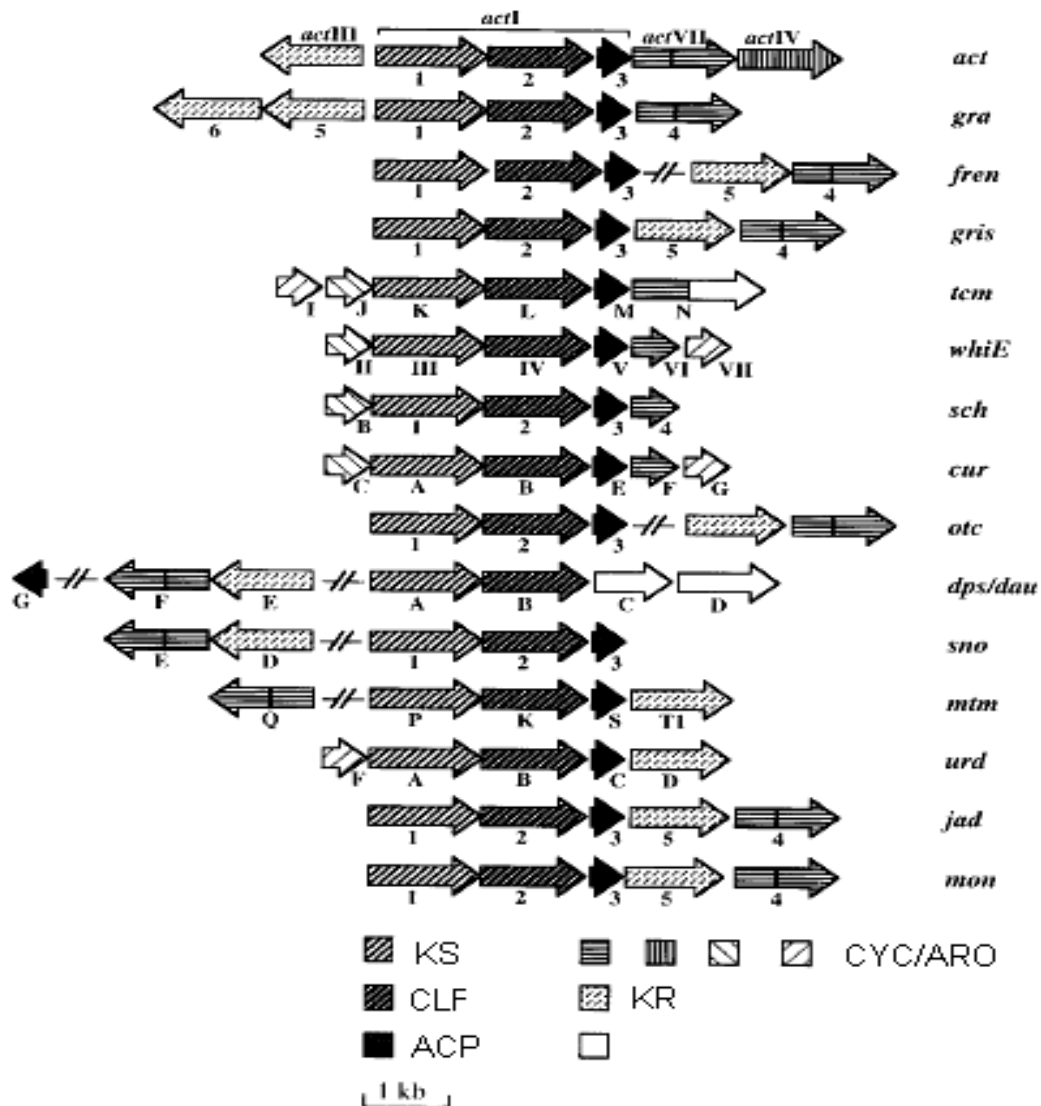 actI
actIII actVII actIV
act
1 2 3
gra
6 5 1 2 3 4
fren
1 2 3 5 4
gris
1 2 3 5 4
tcm
I J K L M N
whiE
II III IV V VI VII
sch
B 1 2 3 4
cur
C A B E F G
otc
1 2 3
dps/dau
G F E A B C D
sno
E D 1 2 3
mtm
Q P K S T1
urd
F A B C D
jad
1 2 3 5 4
mon
1 2 3 5 4
KS CYC/ARO
CLF KR
ACP
1 kb